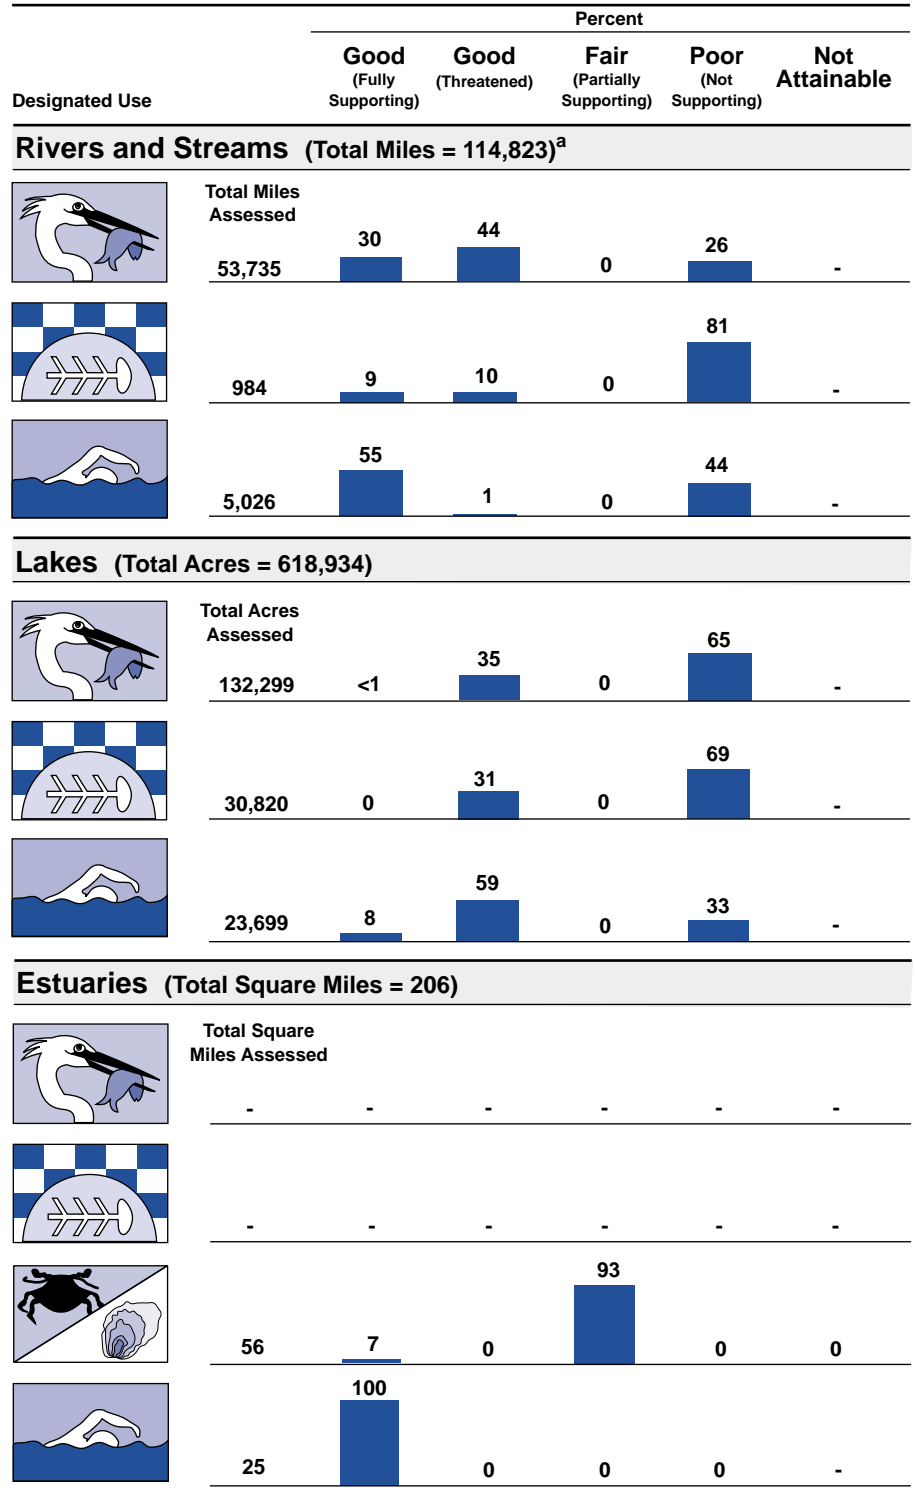 Percent
Good Good Fair Poor Not
(Fully (Threatened) (Partially (Not Attainable
Designated Use Supporting) Supporting) Supporting)
Rivers and Streams (Total Miles = 114,823)a
Total Miles
Assessed
53,735 30 44 0 26 -
984 9 10 0 81 -
5,026 55 1 0 44 -
Lakes (Total Acres = 618,934)
Total Acres
Assessed
132,299 <1 35 0 65 -
30,820 0 31 0 69 -
23,699 8 59 0 33 -
Estuaries (Total Square Miles = 206)
Total Square
Miles Assessed
- - - - - -
- - - - - -
56 7 0 93 0 0
25 100 0 0 0 -